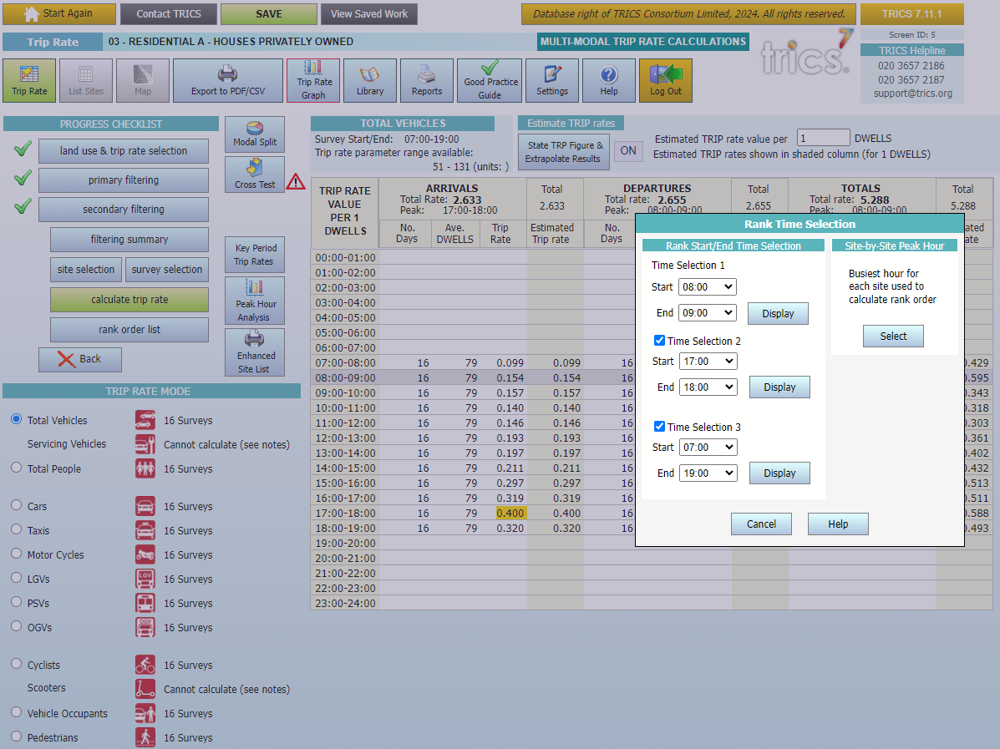 Start Again
Contact TRICS
SAVE
View Saved Work
Database right of TRICS Consortium Limited, 2024. All rights reserved.
TRICS 7.11.1
Trip Rate
03 - RESIDENTIAL A - HOUSES PRIVATELY OWNED
MULTI-MODAL TRIP RATE CALCULATIONS
trics 7
Screen ID: 5
TRICS Helpline
020 3657 2186
020 3657 2187
support@trics.org
Trip Rate
List Sites
Map
Export to PDF/CSV
Trip Rate
Graph
Library
Reports
Good Practice
Guide
Settings
Help
Log Out
PROGRESS CHECKLIST
land use & trip rate selection
primary filtering
secondary filtering
filtering summary
site selection
survey selection
calculate trip rate
rank order list
Back
Modal Split
Cross Test
Key Period
Trip Rates
Peak Hour
Analysis
Enhanced
Site List
TRIP RATE MODE
Total Vehicles 16 Surveys
Servicing Vehicles Cannot calculate (see notes)
Total People 16 Surveys
Cars 16 Surveys
Taxis 16 Surveys
Motor Cycles 16 Surveys
LGVs LGV 16 Surveys
PSVs 16 Surveys
OGVs OGV 16 Surveys
Cyclists 16 Surveys
Scooters Cannot calculate (see notes)
Vehicle Occupants 16 Surveys
Pedestrians 16 Surveys
TOTAL VEHICLES
Survey Start/End: 07:00-19:00
Trip rate parameter range available:
51 - 131 (units: )
Estimate TRIP rates
State TRP Figure &
Extrapolate Results
ON
Estimated TRIP rate value per 1 DWELLS
Estimated TRIP rates shown in shaded column (for 1 DWELLS)
TRIP RATE
VALUE
PER 1
DWELLS
ARRIVALS
Total Rate: 2.633
Peak: 17:00-18:00
Total
2.633
DEPARTURES
Total rate: 2.655
Peak: 08:00-09:00
Total
2.655
TOTALS
Total rate: 5.288
Peak: 08:00-09:00
Total
5.288
No.
Days
Ave.
DWELLS
Trip
Rate
Estimated
Trip rate
No.
Days
ated
ate
00:00-01:00
01:00-02:00
02:00-03:00
03:00-04:00
04:00-05:00
05:00-06:00
06:00-07:00
07:00-08:00 16 79 0.099 0.099 16 0.429
08:00-09:00 16 79 0.154 0.154 16 0.595
09:00-10:00 16 79 0.157 0.157 16 0.343
10:00-11:00 16 79 0.140 0.140 16 0.318
11:00-12:00 16 79 0.146 0.146 16 0.303
12:00-13:00 16 79 0.193 0.193 16 0.361
13:00-14:00 16 79 0.197 0.197 16 0.402
14:00-15:00 16 79 0.211 0.211 16 0.432
15:00-16:00 16 79 0.297 0.297 16 0.513
16:00-17:00 16 79 0.319 0.319 16 0.511
17:00-18:00 16 79 0.400 0.400 16 0.588
18:00-19:00 16 79 0.320 0.320 16 0.493
19:00-20:00
20:00-21:00
21:00-22:00
22:00-23:00
23:00-24:00
Rank Time Selection
Rank Start/End Time Selection
Time Selection 1
Start 08:00
End 09:00 Display
Time Selection 2
Start 17:00
End 18:00 Display
Time Selection 3
Start 07:00
End 19:00 Display
Site-by-Site Peak Hour
Busiest hour for
each site used to
calculate rank order
Select
Cancel
Help